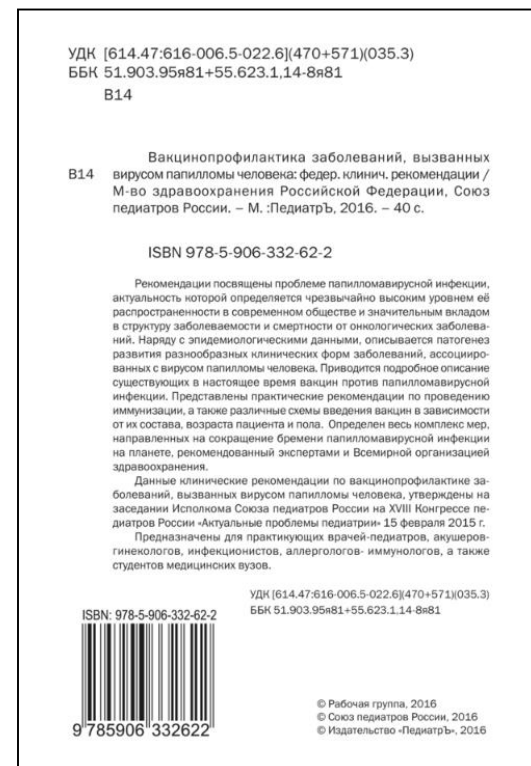 УДК [614.47:616-006.5-022.6](470+571)(035.3)
ББК 51.903.95я81+55.623.1,14-8я81
В14
Вакцинопрофилактика заболеваний, вызванных
В14 вирусом папилломы человека: федер. клинич. рекомендации /
М-во здравоохранения Российской Федерации, Союз
педиатров России. – М. :ПедиатрЪ, 2016. – 40 с.
ISBN 978-5-906-332-62-2
Рекомендации посвящены проблеме папилломавирусной инфекции,
актуальность которой определяется чрезвычайно высоким уровнем её
распространенности в современном обществе и значительным вкладом
в структуру заболеваемости и смертности от онкологических заболева-
ний. Наряду с эпидемиологическими данными, описывается патогенез
развития разнообразных клинических форм заболеваний, ассоцииро-
ванных с вирусом папилломы человека. Приводится подробное описание
существующих в настоящее время вакцин против папилломавирусной
инфекции. Представлены практические рекомендации по проведению
иммунизации, а также различные схемы введения вакцин в зависимости
от их состава, возраста пациента и пола. Определен весь комплекс мер,
направленных на сокращение бремени папилломавирусной инфекции
на планете, рекомендованный экспертами и Всемирной организацией
здравоохранения.
Данные клинические рекомендации по вакцинопрофилактике за-
болеваний, вызванных вирусом папилломы человека, утверждены на
заседании Исполкома Союза педиатров России на XVIII Конгрессе пе-
диатров России «Актуальные проблемы педиатрии» 15 февраля 2015 г.
Предназначены для практикующих врачей-педиатров, акушеров-
гинекологов, инфекционистов, аллергологов- иммунологов, а также
студентов медицинских вузов.
УДК [614.47:616-006.5-022.6](470+571)(035.3)
ББК 51.903.95я81+55.623.1,14-8я81
ISBN: 978-5-906-332-62-2
9 785906 332622
© Рабочая группа, 2016
© Союз педиатров России, 2016
© Издательство «ПедиатрЪ», 2016